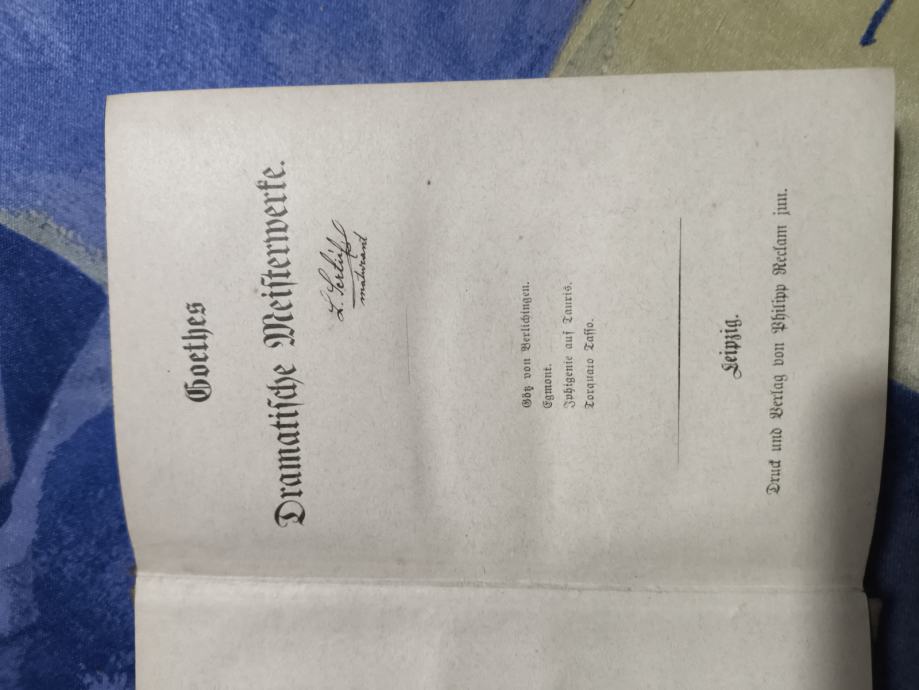 Goethes
Dramatische Meisterwerke.
maturant
Götz von Berlichingen.
Egmont.
Iphigenie auf Tauris.
Torquato Tasso.
Leipzig.
Druck und Verlag von Philipp Reclam jun.